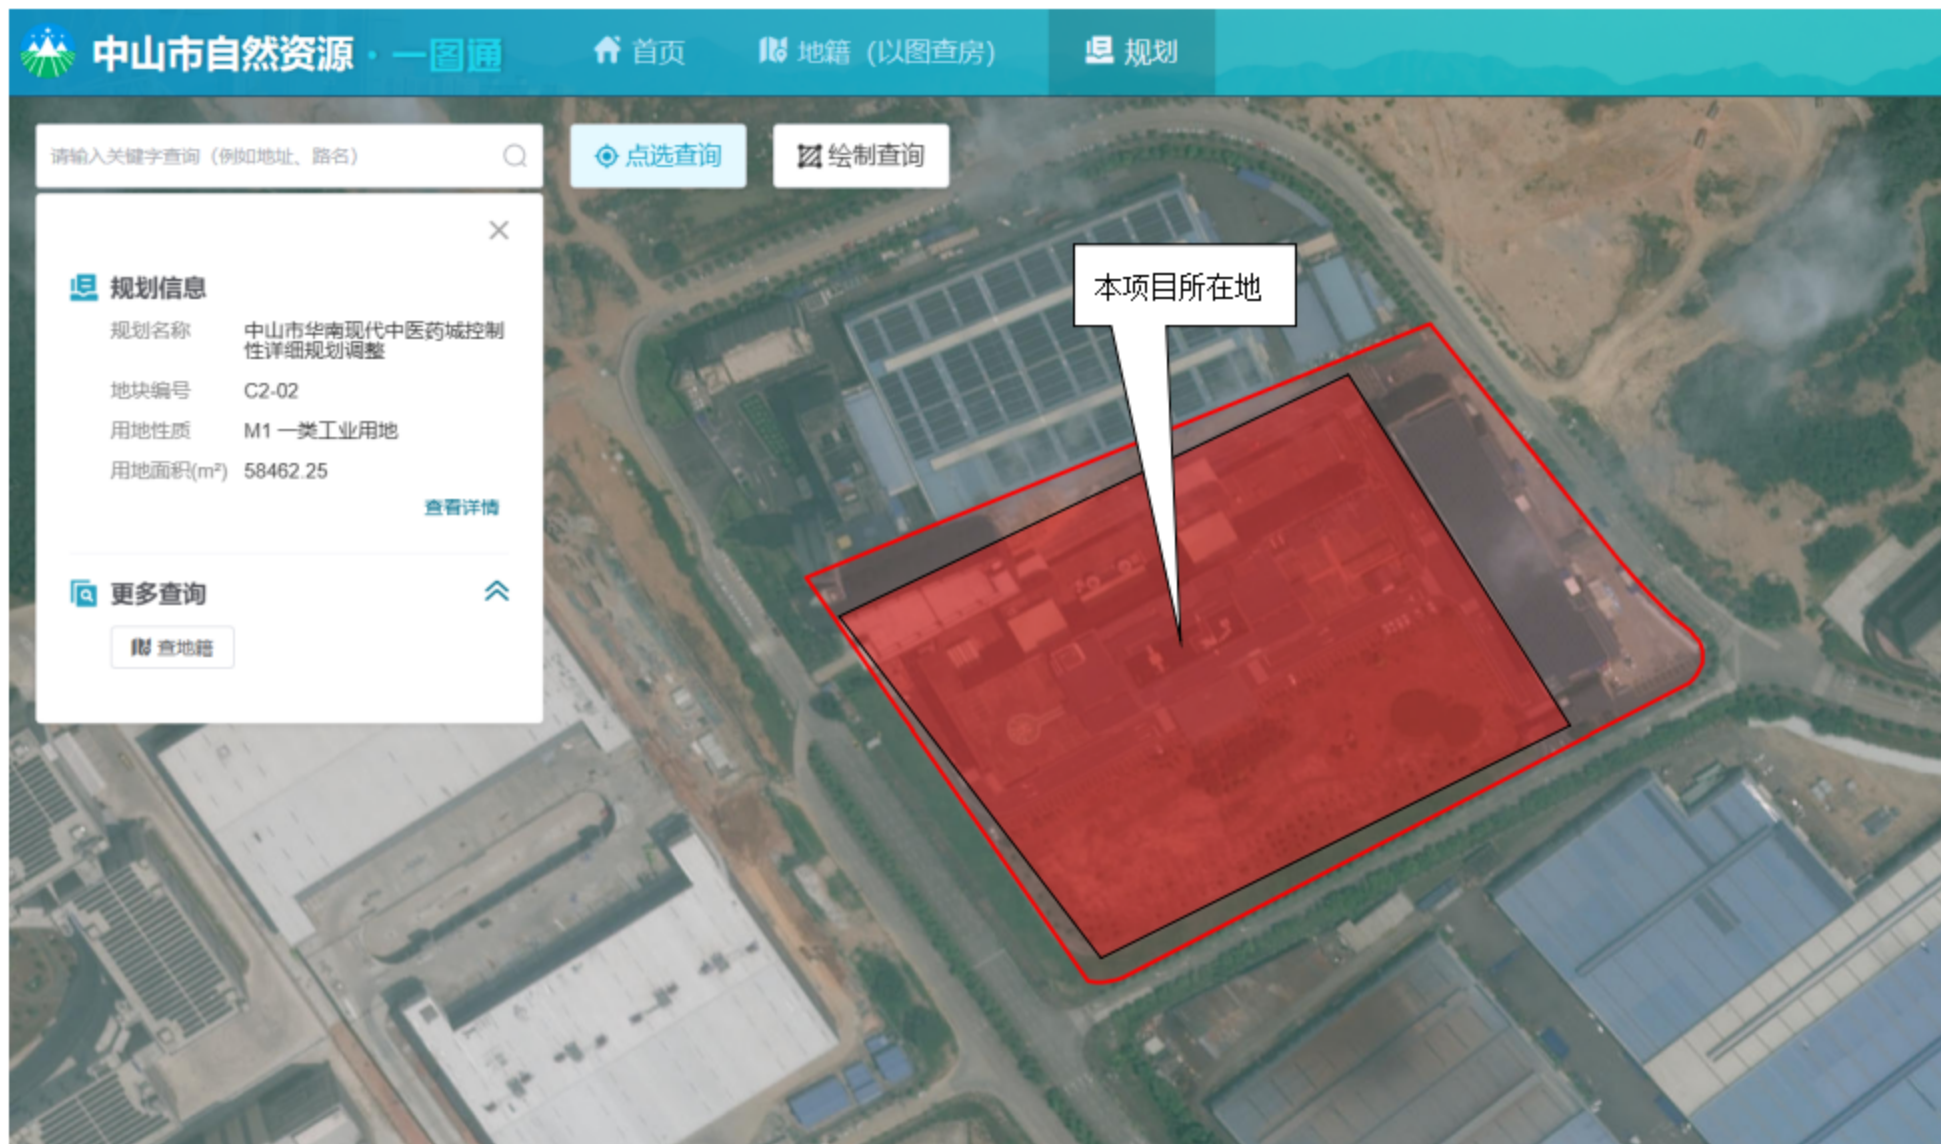 中山市自然资源·一图通
首页
地籍（以图查房）
规划
请输入关键字查询（例如地址、路名）
点选查询
绘制查询
规划信息
规划名称 中山市华南现代中医药城控制
性详细规划调整
地块编号 C2-02
用地性质 M1 一类工业用地
用地面积(m²) 58462.25
查看详情
更多查询
查地籍
本项目所在地